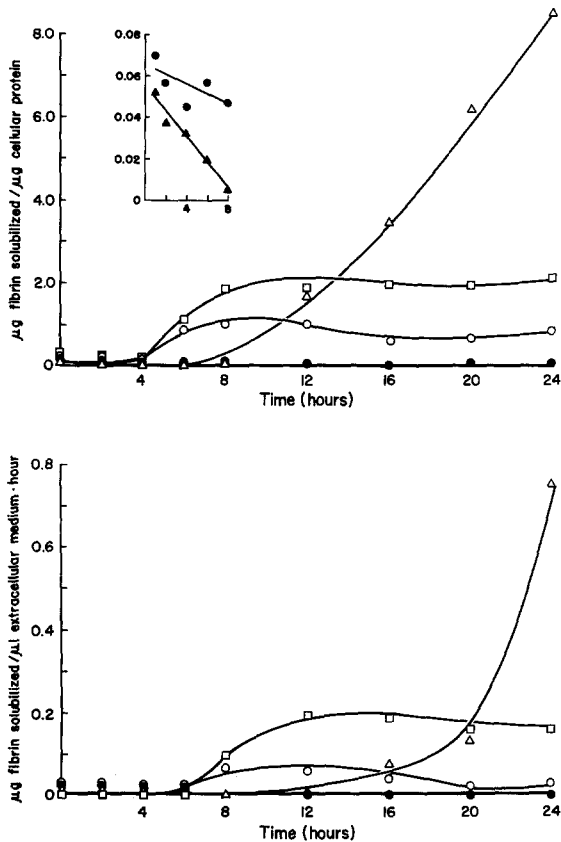 µg fibrin solubilized/µg cellular protein
8.0
6.0
4.0
2.0
0
0.08
0.06
0.04
0.02
0
4 8
4 8 12 16 20 24
Time (hours)
µg fibrin solubilized/µl extracellular medium·hour
0.8
0.6
0.4
0.2
0
4 8 12 16 20 24
Time (hours)